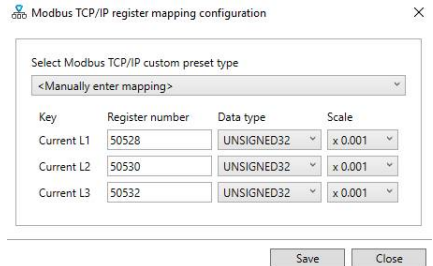 Modbus TCP/IP register mapping configuration
Select Modbus TCP/IP custom preset type
<Manually enter mapping>
Key Register number Data type Scale
Current L1 50528 UNSIGNED32 x 0.001
Current L2 50530 UNSIGNED32 x 0.001
Current L3 50532 UNSIGNED32 x 0.001
Save Close